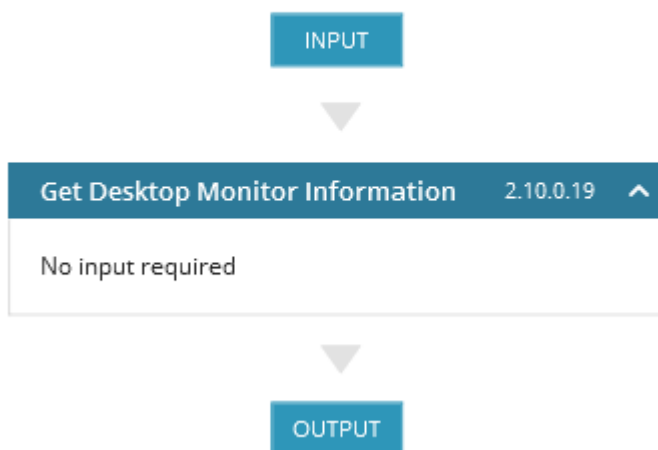 INPUT
Get Desktop Monitor Information 2.10.0.19
No input required
OUTPUT